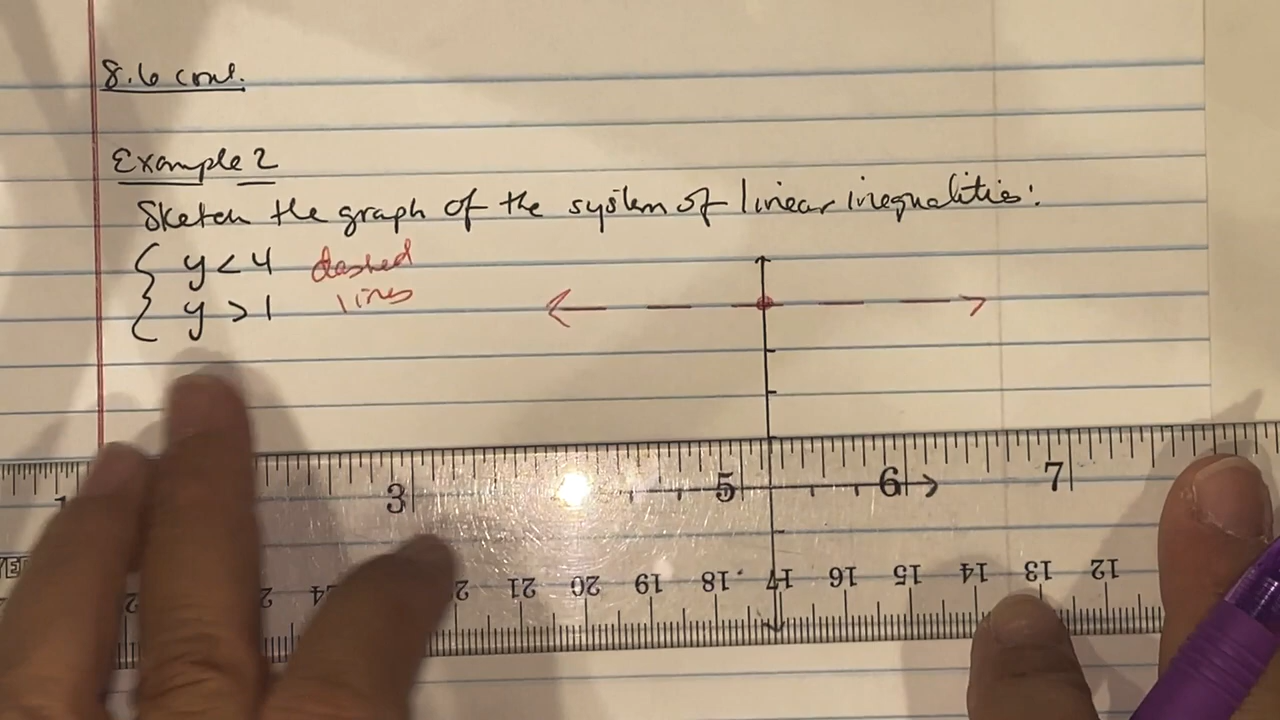 8.6 cont.
Example 2
Sketch the graph of the system of linear inequalities:
y < 4 dashed
y > 1 lines
3 5 6 7
21 20 19 18 17 16 15 14 13 12